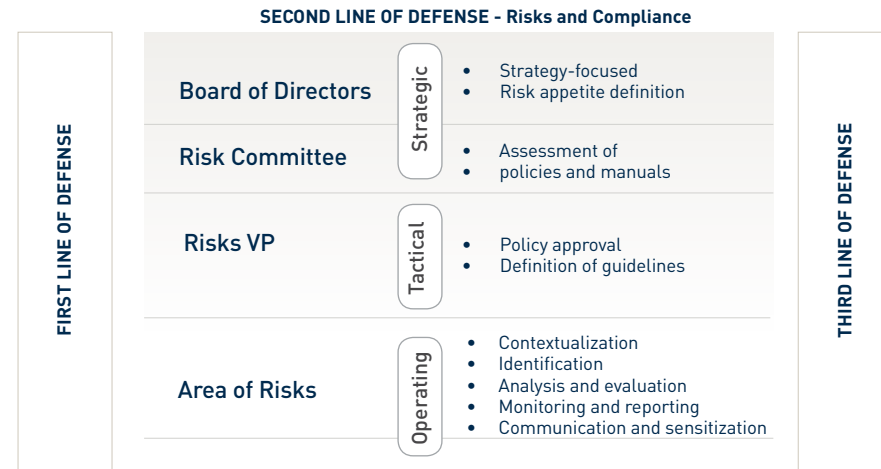 SECOND LINE OF DEFENSE - Risks and Compliance
FIRST LINE OF DEFENSE
Board of Directors
Strategic
• Strategy-focused
• Risk appetite definition
Risk Committee
• Assessment of
• policies and manuals
Risks VP
Tactical
• Policy approval
• Definition of guidelines
Area of Risks
Operating
• Contextualization
• Identification
• Analysis and evaluation
• Monitoring and reporting
• Communication and sensitization
THIRD LINE OF DEFENSE